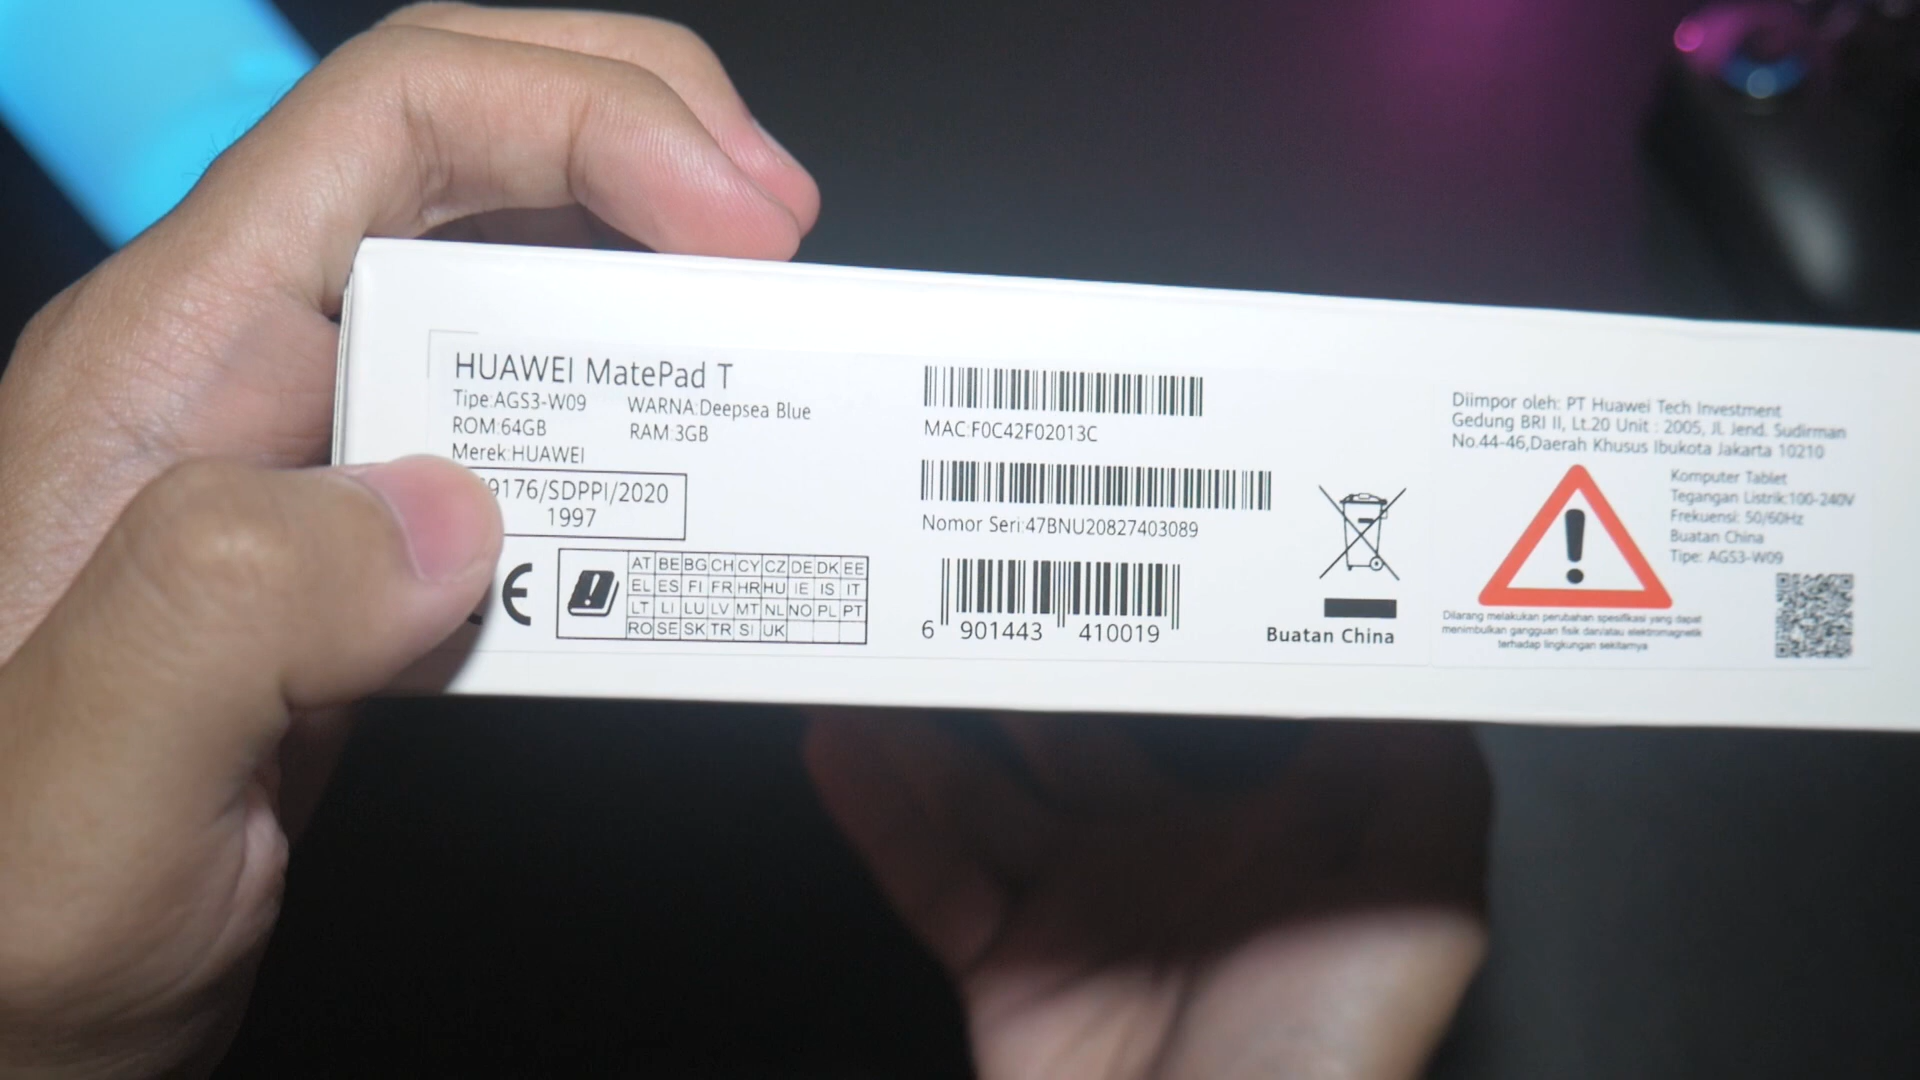 HUAWEI MatePad T
Tipe:AGS3-W09 WARNA:Deepsea Blue
ROM:64GB RAM:3GB
Merek:HUAWEI
9176/SDPPI/2020
1997
CE
AT BE BG CH CY CZ DE DK EE
EL ES FI FR HR HU IE IS IT
LT LI LU LV MT NL NO PL PT
RO SE SK TR SI UK
MAC:F0C42F02013C
Nomor Seri:47BNU20827403089
6 901443 410019
Buatan China
Diimpor oleh: PT Huawei Tech Investment
Gedung BRI II, Lt.20 Unit : 2005, Jl. Jend. Sudirman
No.44-46,Daerah Khusus Ibukota Jakarta 10210
Komputer Tablet
Tegangan Listrik:100-240V
Frekuensi: 50/60Hz
Buatan China
Tipe: AGS3-W09
Dilarang melakukan perubahan spesifikasi yang dapat
menimbulkan gangguan fisik dan/atau elektromagnetik
terhadap lingkungan sekitarnya